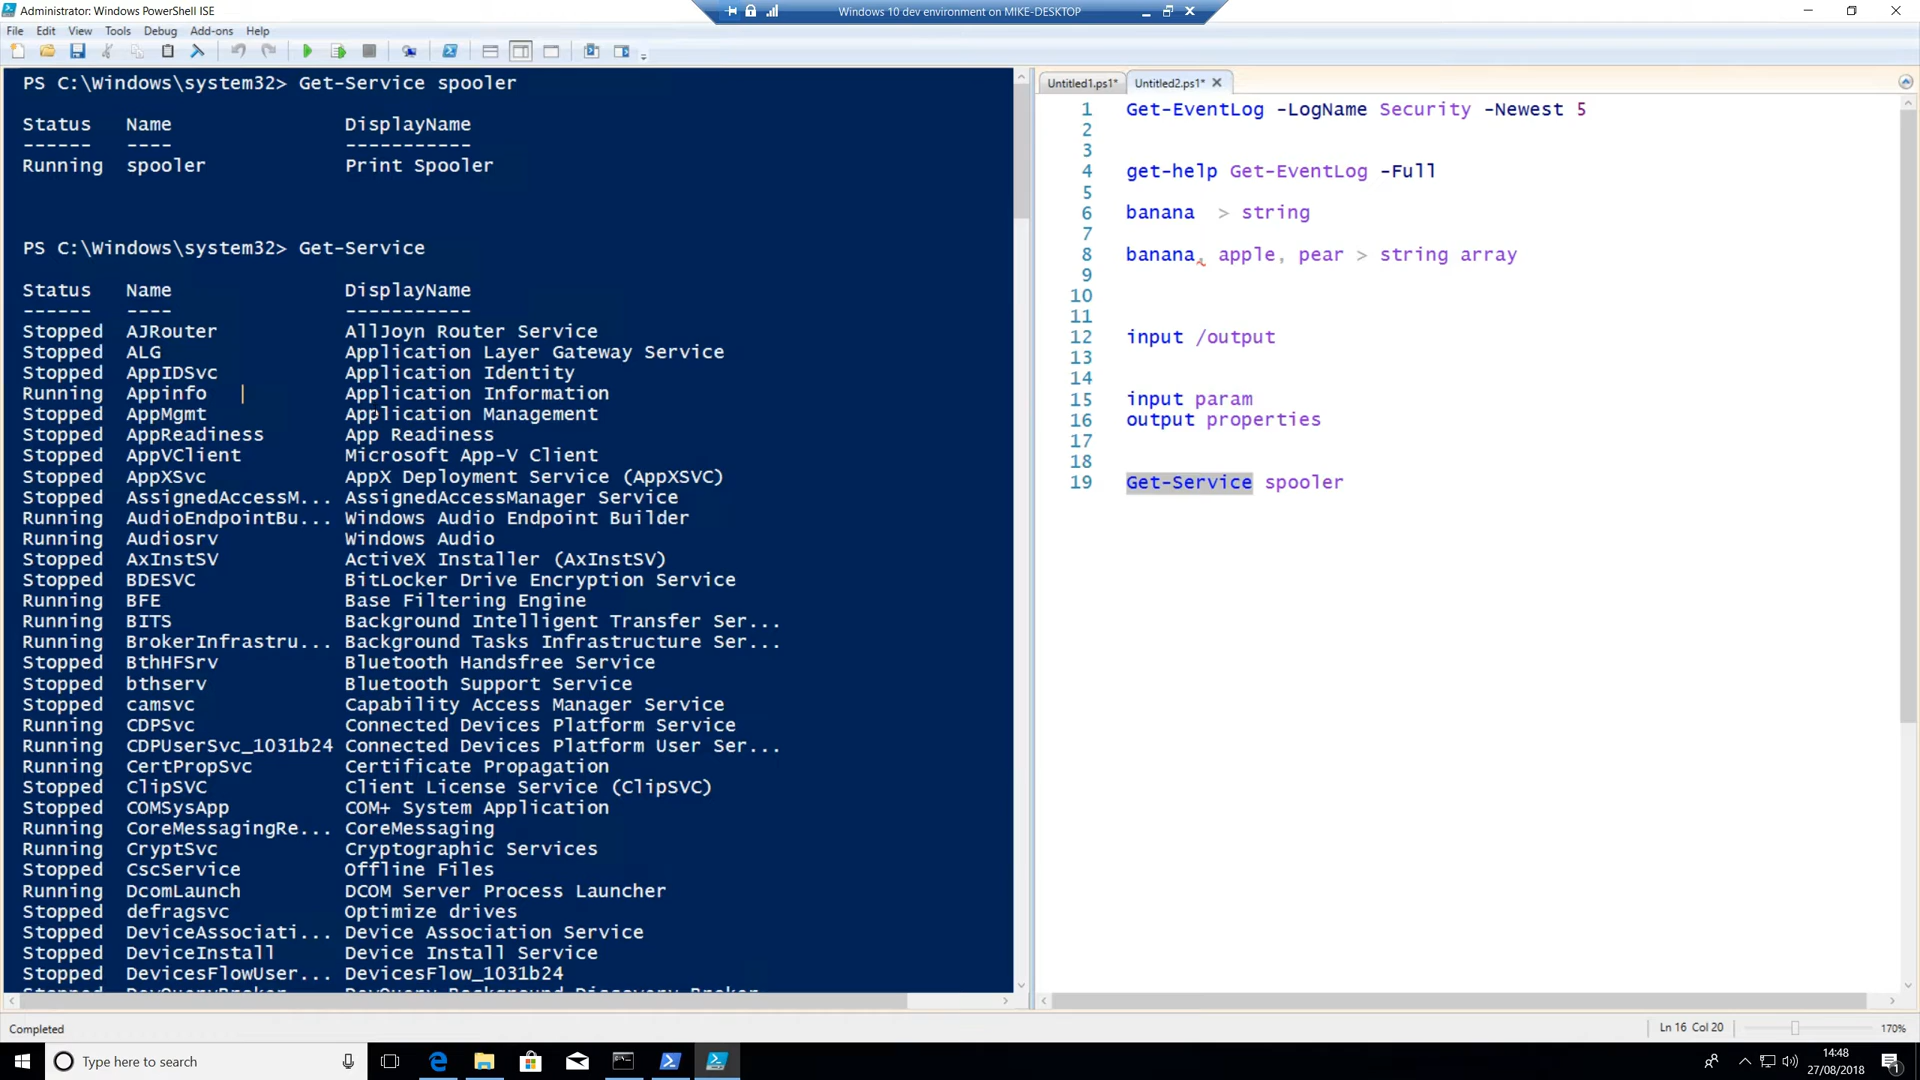 Administrator: Windows PowerShell ISE
Windows 10 dev environment on MIKE-DESKTOP
File Edit View Tools Debug Add-ons Help
PS C:\Windows\system32> Get-Service spooler
Status Name DisplayName
------ ---- -----------
Running spooler Print Spooler
PS C:\Windows\system32> Get-Service
Status Name DisplayName
------ ---- -----------
Stopped AJRouter AllJoyn Router Service
Stopped ALG Application Layer Gateway Service
Stopped AppIDSvc Application Identity
Running Appinfo Application Information
Stopped AppMgmt Application Management
Stopped AppReadiness App Readiness
Stopped AppVClient Microsoft App-V Client
Stopped AppXSvc AppX Deployment Service (AppXSVC)
Stopped AssignedAccessM... AssignedAccessManager Service
Running AudioEndpointBu... Windows Audio Endpoint Builder
Running Audiosrv Windows Audio
Stopped AxInstSV ActiveX Installer (AxInstSV)
Stopped BDESVC BitLocker Drive Encryption Service
Running BFE Base Filtering Engine
Running BITS Background Intelligent Transfer Ser...
Running BrokerInfrastru... Background Tasks Infrastructure Ser...
Stopped BthHFSrv Bluetooth Handsfree Service
Stopped bthserv Bluetooth Support Service
Stopped camsvc Capability Access Manager Service
Running CDPSvc Connected Devices Platform Service
Running CDPUserSvc_1031b24 Connected Devices Platform User Ser...
Running CertPropSvc Certificate Propagation
Stopped ClipSVC Client License Service (ClipSVC)
Stopped COMSysApp COM+ System Application
Running CoreMessagingRe... CoreMessaging
Running CryptSvc Cryptographic Services
Stopped CscService Offline Files
Running DcomLaunch DCOM Server Process Launcher
Stopped defragsvc Optimize drives
Stopped DeviceAssociati... Device Association Service
Stopped DeviceInstall Device Install Service
Stopped DevicesFlowUser... DevicesFlow_1031b24
Untitled1.ps1* Untitled2.ps1*
1 Get-EventLog -LogName Security -Newest 5
2
3
4 get-help Get-EventLog -Full
5
6 banana > string
7
8 banana, apple, pear > string array
9
10
11
12 input /output
13
14
15 input param
16 output properties
17
18
19 Get-Service spooler
Completed
Ln 16 Col 20
170%
Type here to search
14:48
27/08/2018
1